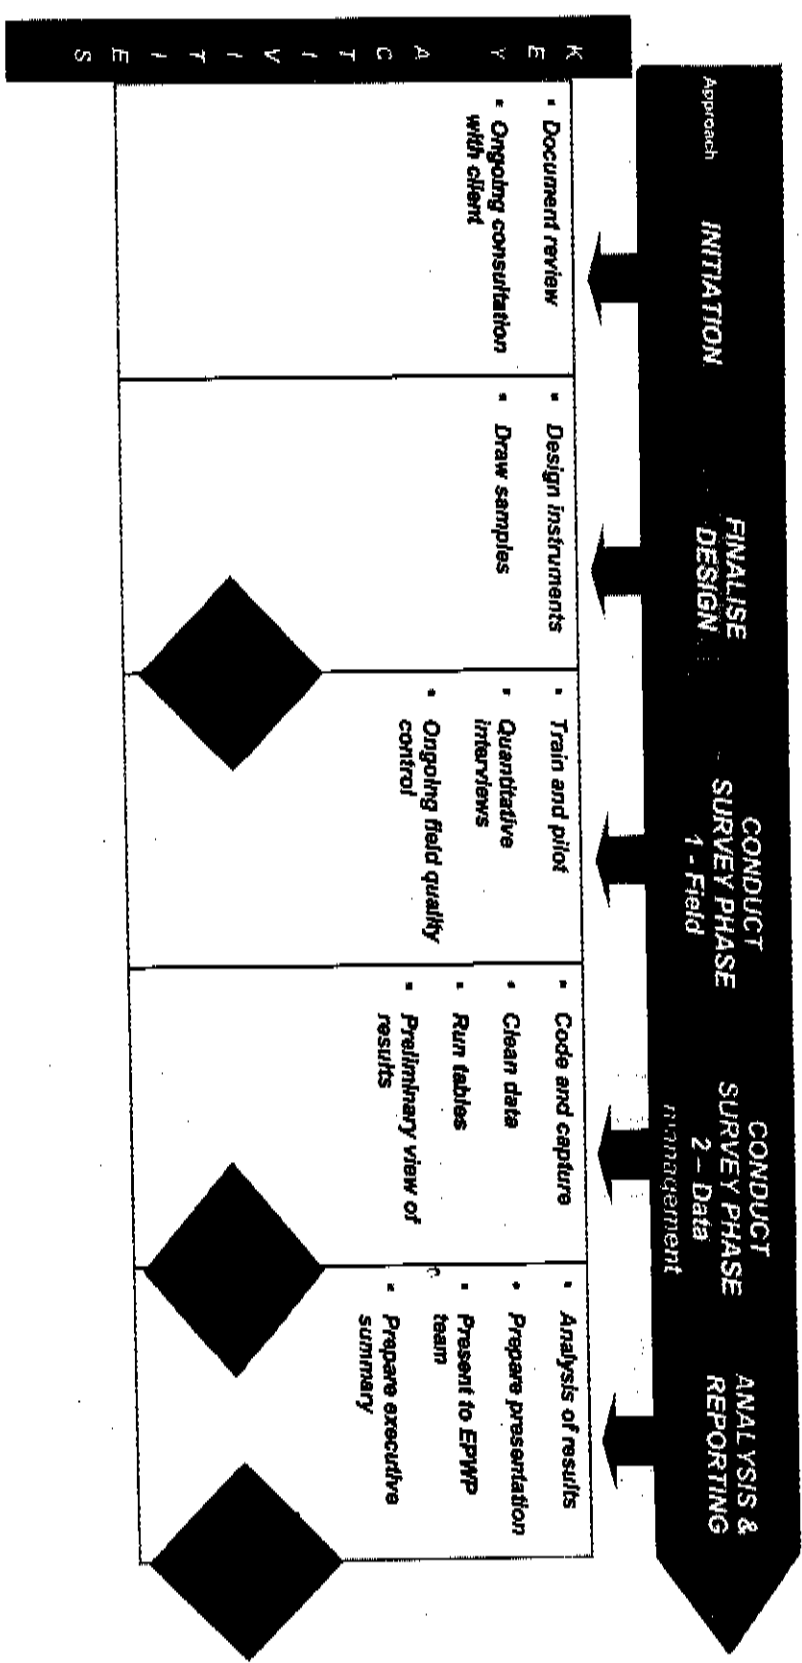 Approach
INITIATION
FINALISE
DESIGN
CONDUCT
SURVEY PHASE
1 - Field
CONDUCT
SURVEY PHASE
2 – Data
management
ANALYSIS &
REPORTING
KEY ACTIVITIES
▪ Document review
▪ Ongoing consultation
with client
▪ Design instruments
▪ Draw samples
▪ Train and pilot
▪ Quantitative
interviews
▪ Ongoing field quality
control
▪ Code and capture
▪ Clean data
▪ Run tables
▪ Preliminary view of
results
▪ Analysis of results
▪ Prepare presentation
▪ Present to EPWP
team
▪ Prepare executive
summary